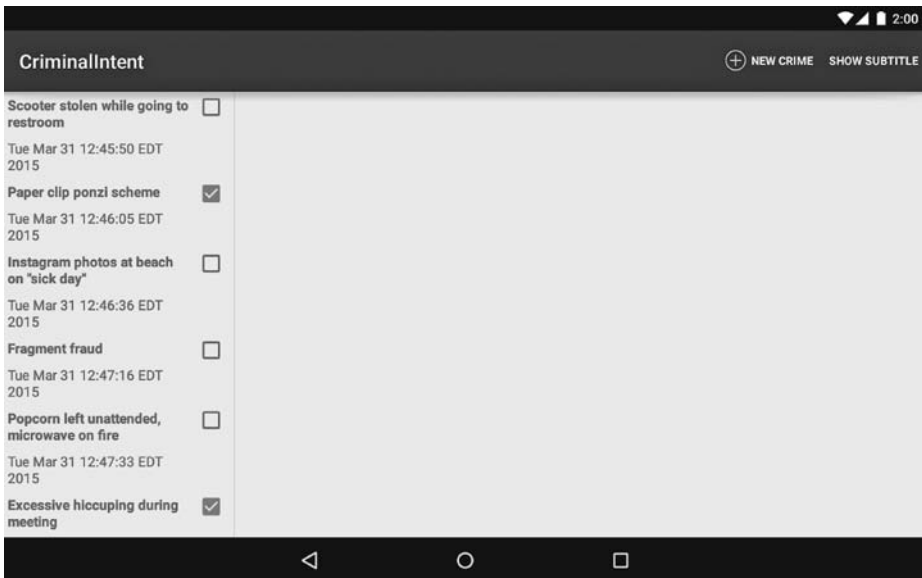 2:00
CriminalIntent
NEW CRIME SHOW SUBTITLE
Scooter stolen while going to
restroom
Tue Mar 31 12:45:50 EDT
2015
Paper clip ponzi scheme
Tue Mar 31 12:46:05 EDT
2015
Instagram photos at beach
on "sick day"
Tue Mar 31 12:46:36 EDT
2015
Fragment fraud
Tue Mar 31 12:47:16 EDT
2015
Popcorn left unattended,
microwave on fire
Tue Mar 31 12:47:33 EDT
2015
Excessive hiccuping during
meeting